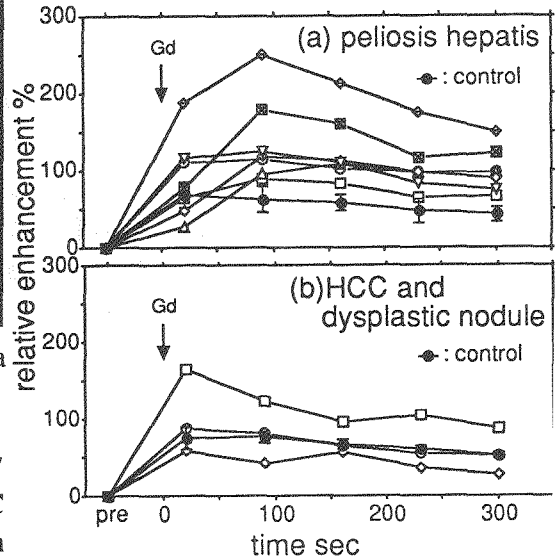 300
(a) peliosis hepatis
Gd
: control
200
100
0
relative enhancement %
300
(b)HCC and
dysplastic nodule
Gd
: control
200
100
0
pre 0 100 200 300
time sec
a